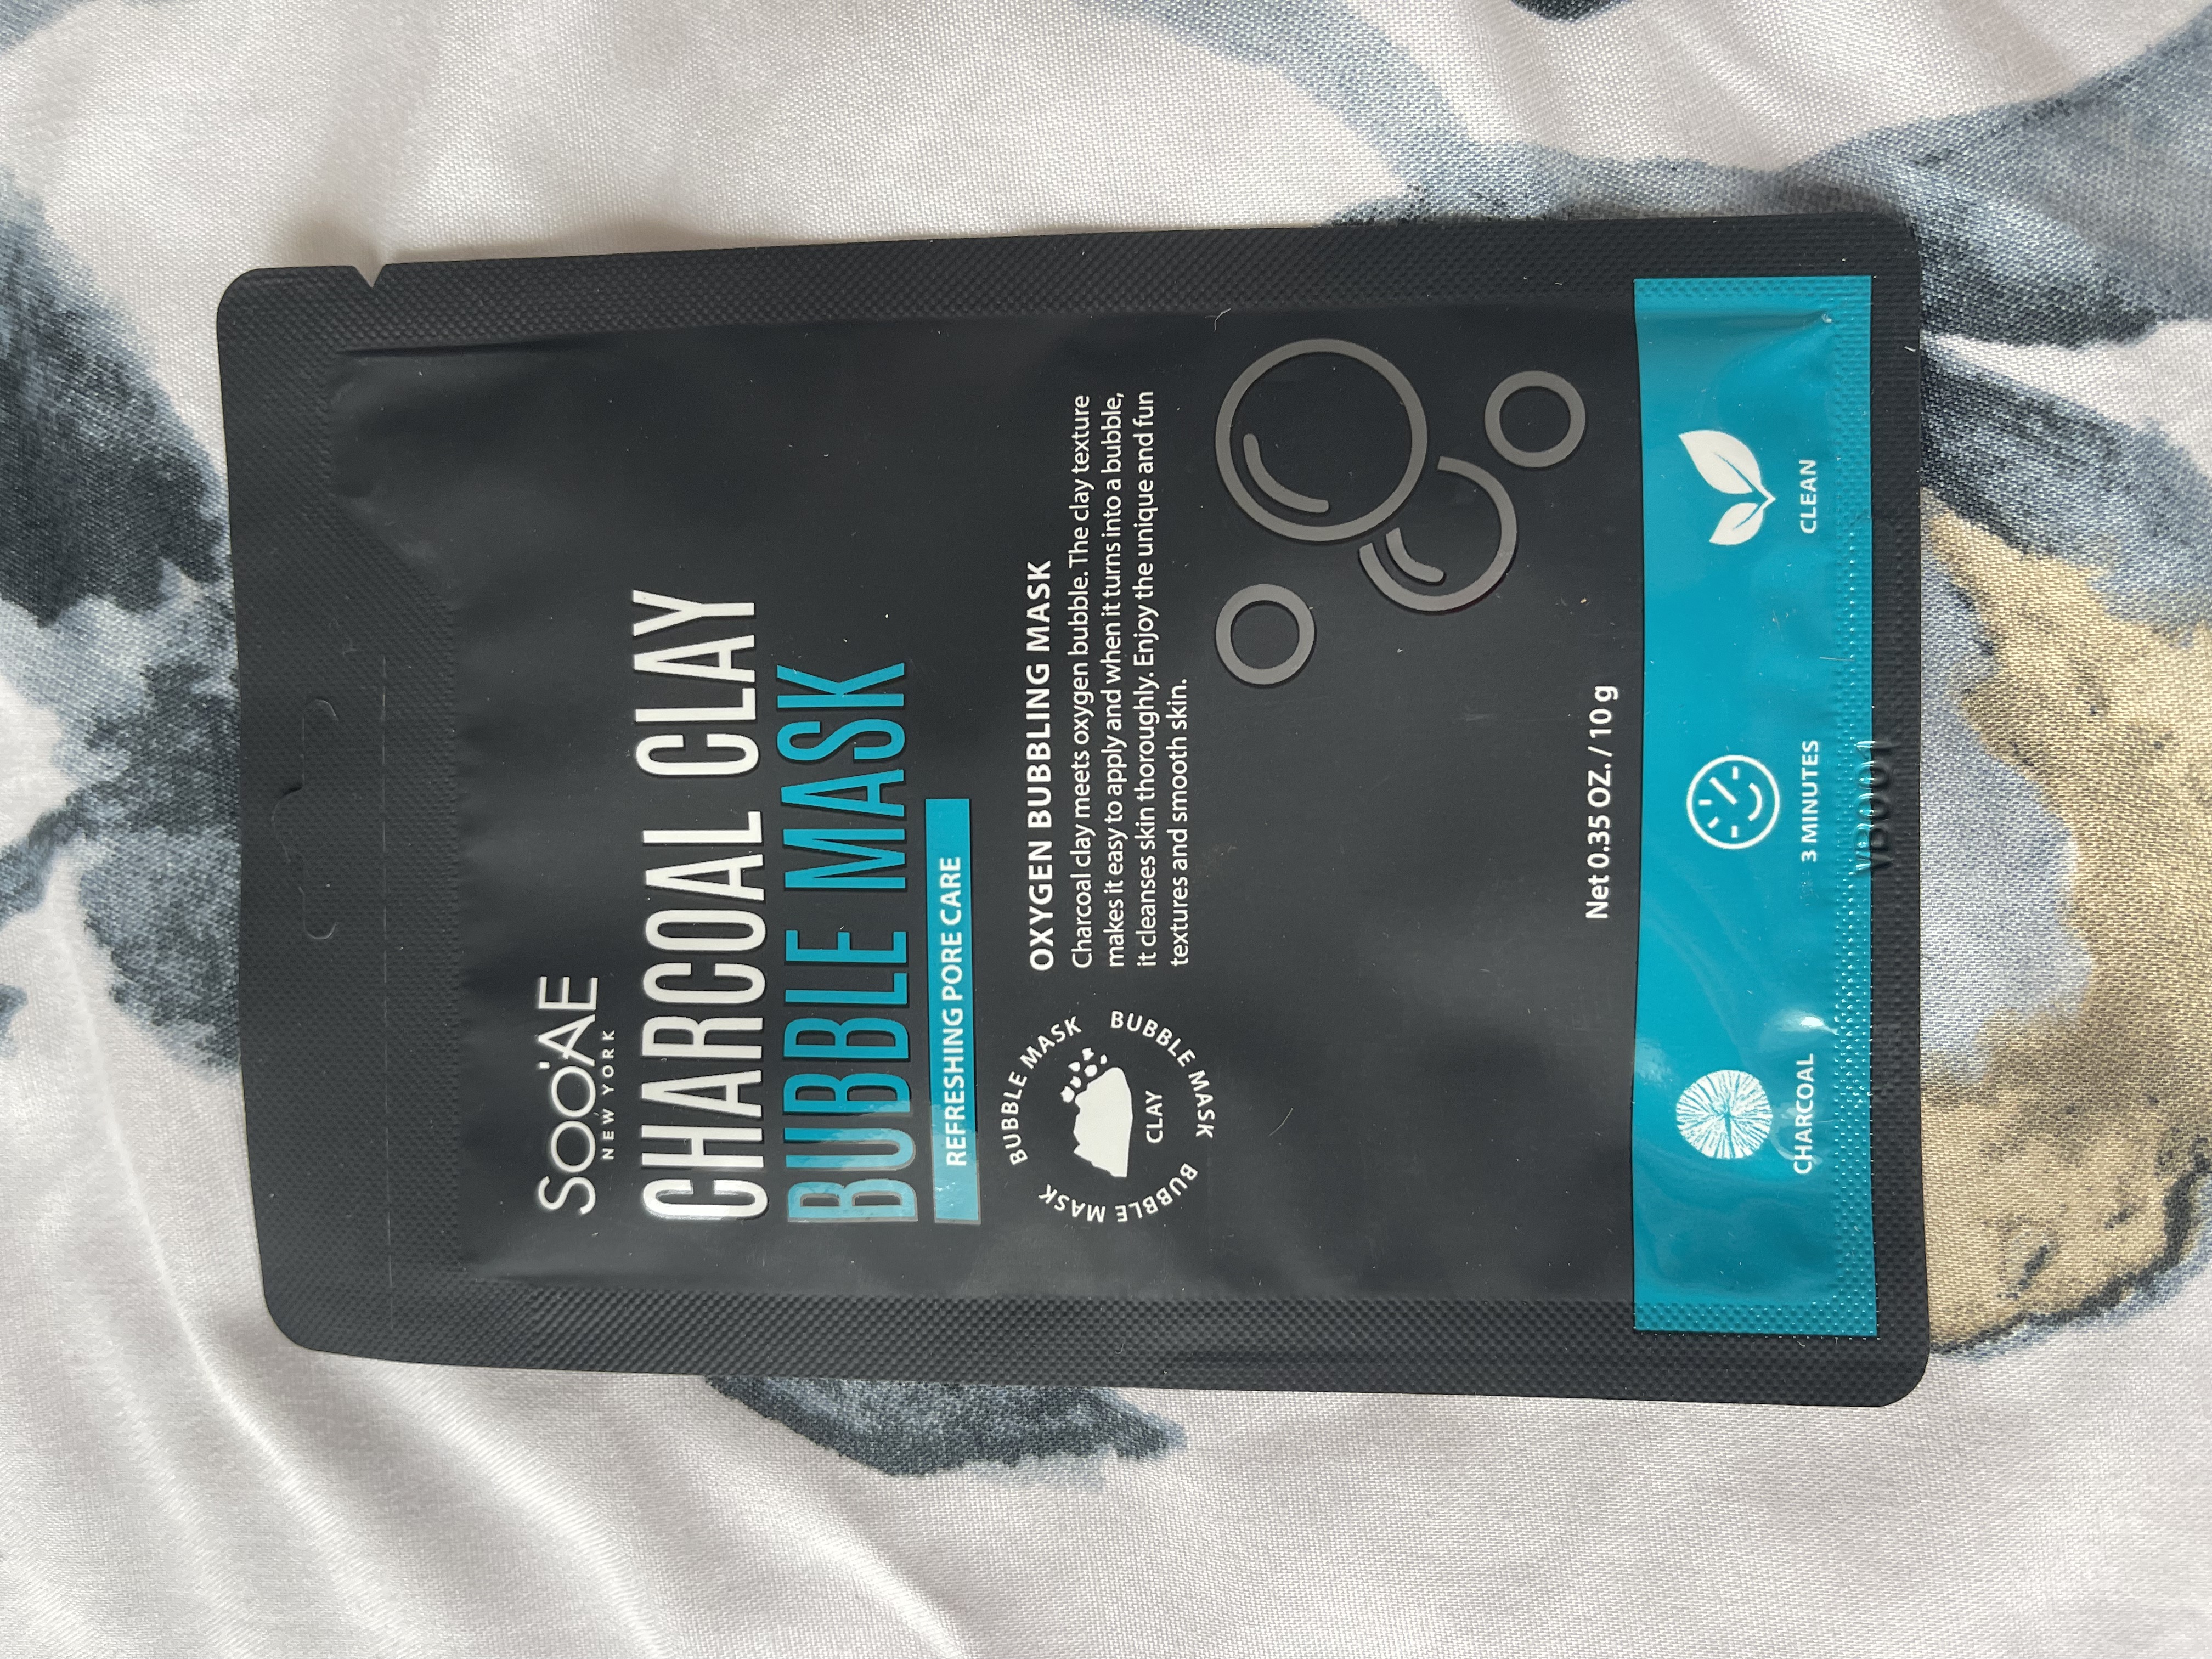 SOO'AE
NEW YORK
CHARCOAL CLAY
BUBBLE MASK
REFRESHING PORE CARE
BUBBLE MASK BUBBLE MASK BUBBLE MASK
CLAY
OXYGEN BUBBLING MASK
Charcoal clay meets oxygen bubble. The clay texture
makes it easy to apply and when it turns into a bubble,
it cleanses skin thoroughly. Enjoy the unique and fun
textures and smooth skin.
Net 0.35 OZ. / 10 g
CHARCOAL
3 MINUTES
CLEAN